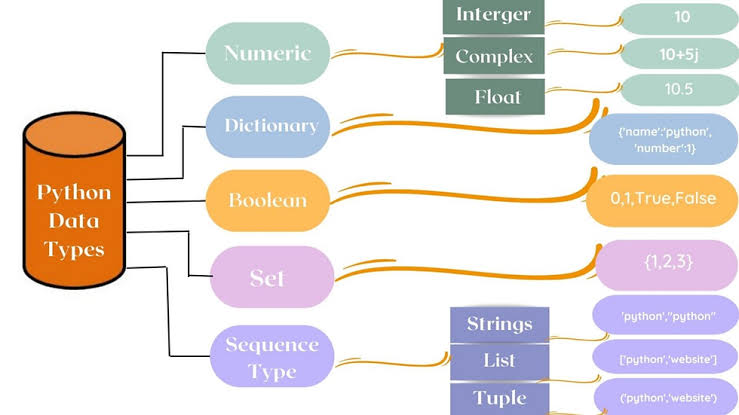 Python
Data
Types
Numeric
Interger
10
Complex
10+5j
Float
10.5
Dictionary
{'name':'python',
'number':1}
Boolean
0,1,True,False
Set
{1,2,3}
Sequence
Type
Strings
'python',"python"
List
['python','website']
Tuple
('python','website')